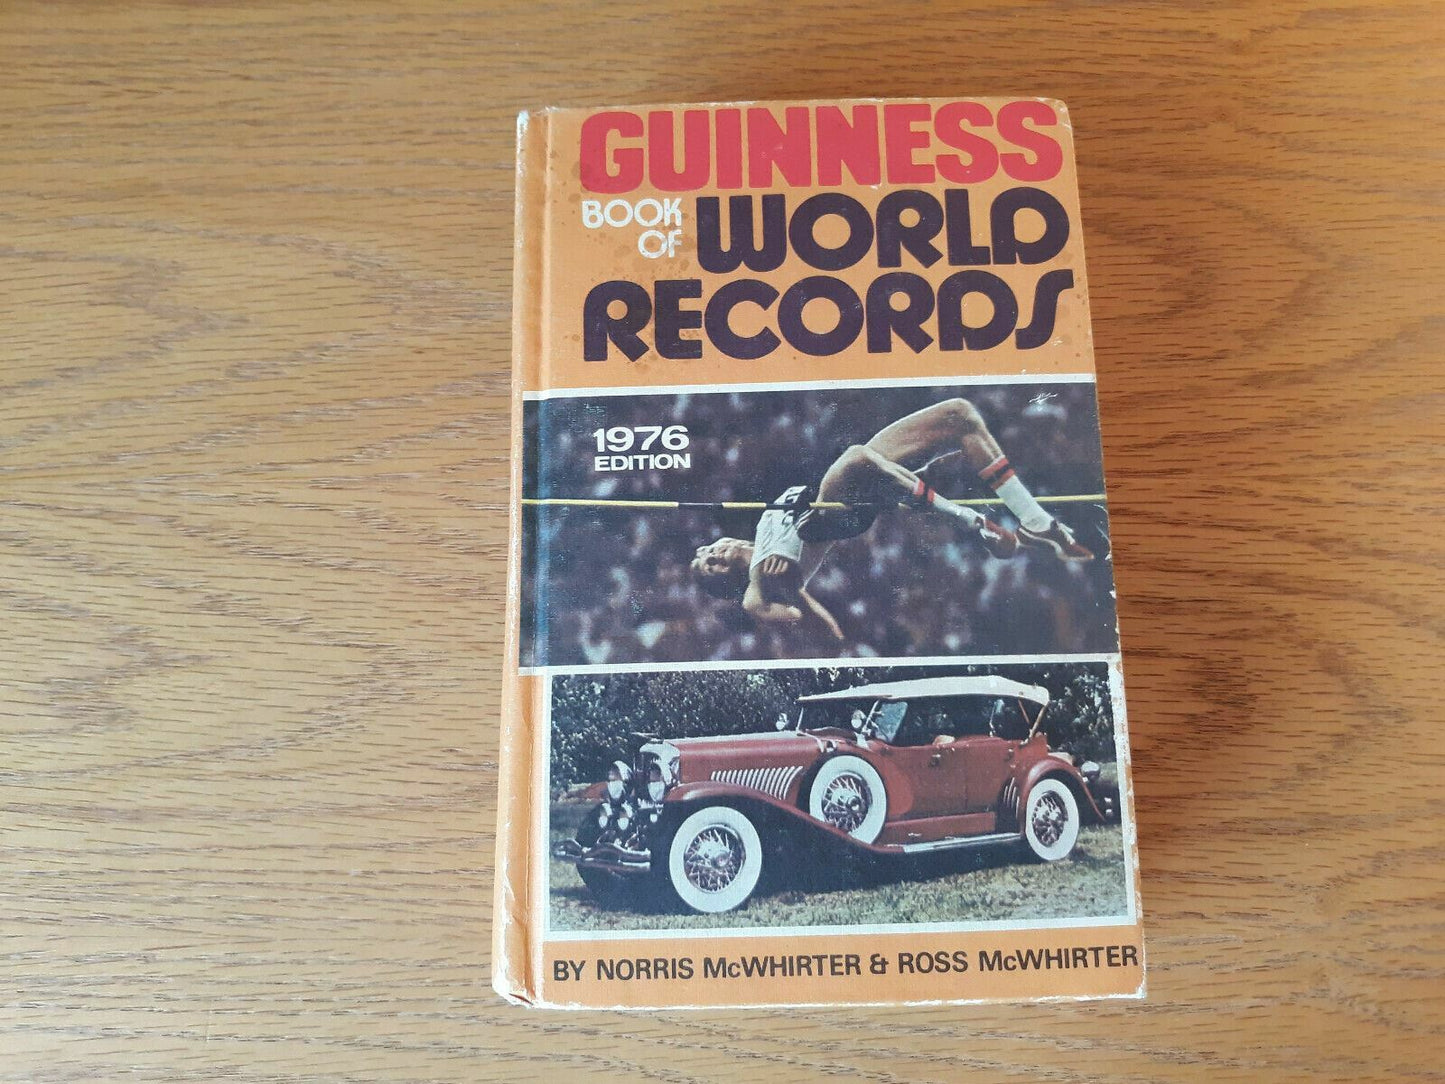 GUINNESS
BOOK OF WORLD
RECORDS
1976
EDITION
BY NORRIS McWHIRTER & ROSS McWHIRTER